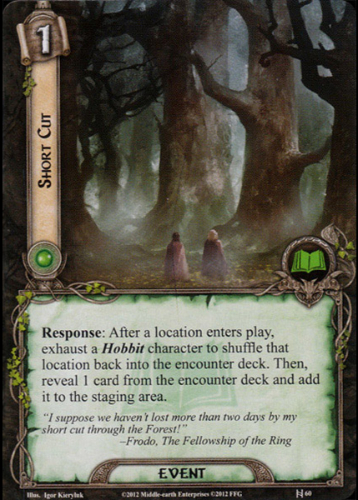 1
SHORT CUT
Response: After a location enters play,
exhaust a Hobbit character to shuffle that
location back into the encounter deck. Then,
reveal 1 card from the encounter deck and add
it to the staging area.
“I suppose we haven’t lost more than two days by my
short cut through the Forest!”
–Frodo, The Fellowship of the Ring
EVENT
Illus. Igor Kieryluk ©2012 Middle-earth Enterprises ©2012 FFG 60